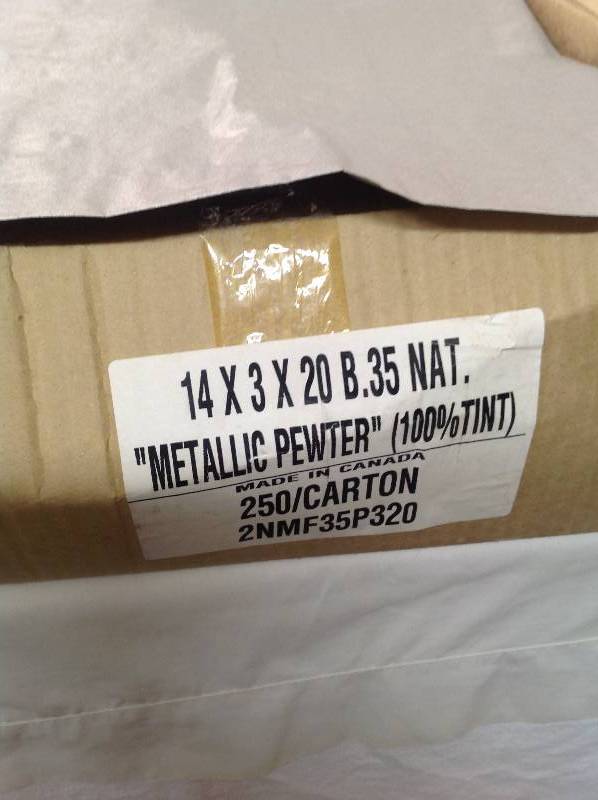 14 X 3 X 20 B.35 NAT.
"METALLIC PEWTER" (100%TINT)
MADE IN CANADA
250/CARTON
2NMF35P320